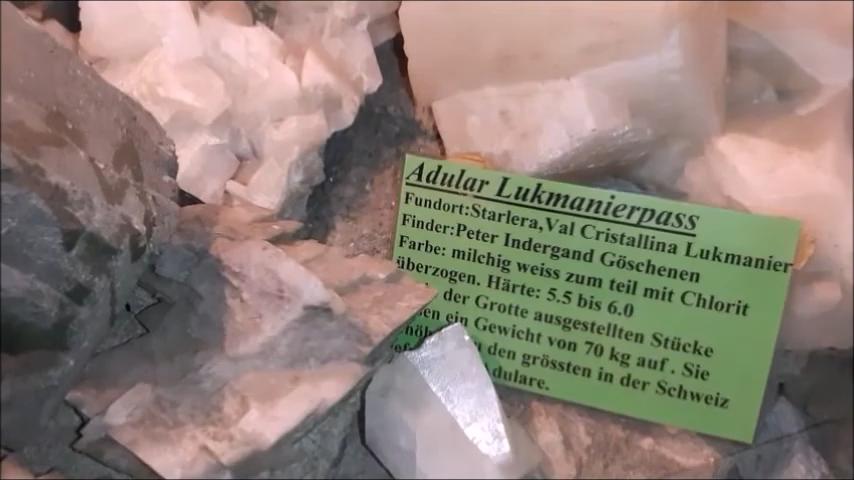 Adular Lukmanierpass
Fundort:Starlera,Val Cristallina Lukmanier
Finder:Peter Indergand Göschenen
Farbe: milchig weiss zum teil mit Chlorit
überzogen. Härte: 5.5 bis 6.0
der Grotte ausgestellten Stücke
ein Gewicht von 70 kg auf . Sie
den grössten in der Schweiz